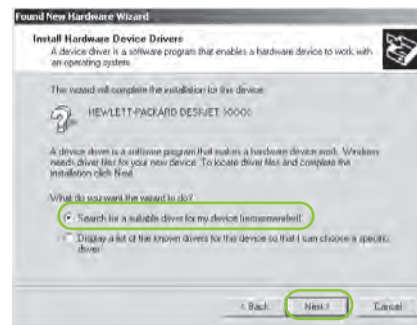 Found New Hardware Wizard
Install Hardware Device Drivers
A device driver is a software program that enables a hardware device to work with
an operating system.
This wizard will complete the installation for this device:
HEWLETT-PACKARD DESKJET XXXX
A device driver is a software program that makes a hardware device work. Windows
needs driver files for your new device. To locate driver files and complete the
installation click Next.
What do you want the wizard to do?
Search for a suitable driver for my device (recommended)
Display a list of the known drivers for this device so that I can choose a specific
driver
< Back
Next >
Cancel